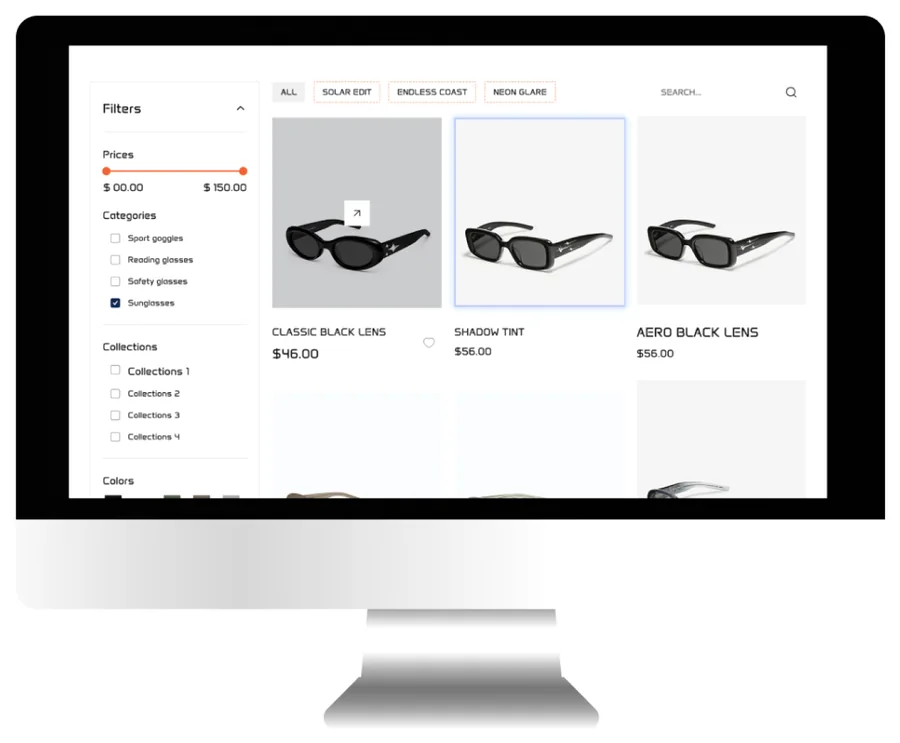 Filters
Prices
$ 00.00 $ 150.00
Categories
Sport goggles
Reading glasses
Safety glasses
Sunglasses
Collections
Collections 1
Collections 2
Collections 3
Collections 4
Colors
ALL SOLAR EDIT ENDLESS COAST NEON GLARE SEARCH...
CLASSIC BLACK LENS
$46.00
SHADOW TINT
$56.00
AERO BLACK LENS
$56.00